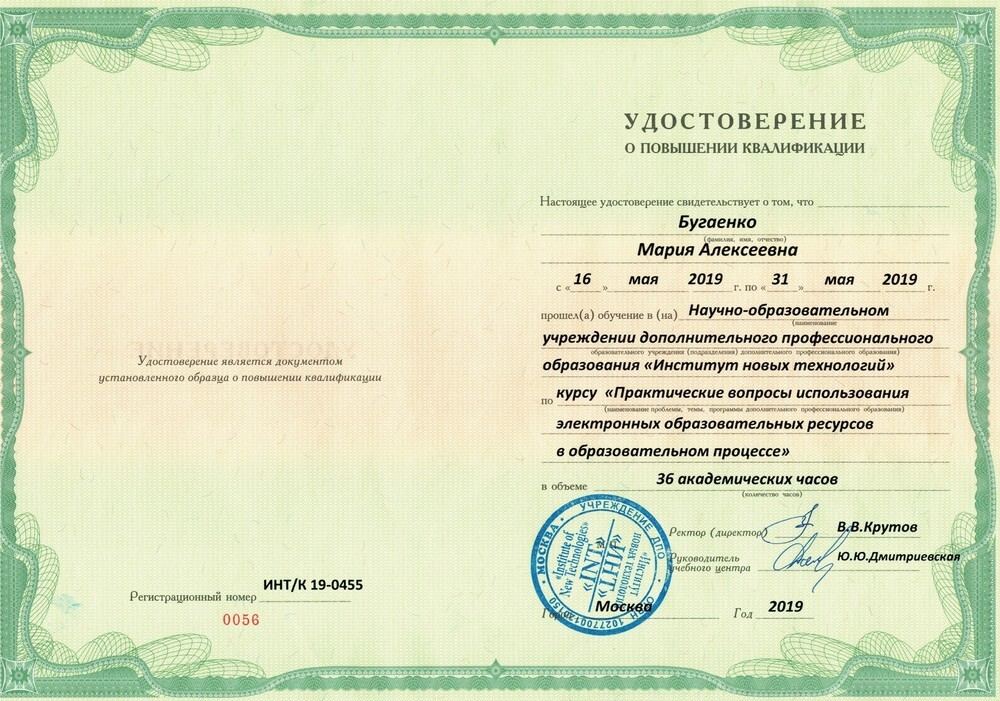 Удостоверение является документом
установленного образца о повышении квалификации
Регистрационный номер ИНТ/К 19-0455
0056
УДОСТОВЕРЕНИЕ
О ПОВЫШЕНИИ КВАЛИФИКАЦИИ
Настоящее удостоверение свидетельствует о том, что
Бугаенко
(фамилия, имя, отчество)
Мария Алексеевна
с «16» мая 2019 г. по «31» мая 2019 г.
прошел(а) обучение в (на) Научно-образовательном
(наименование
учреждении дополнительного профессионального
образовательного учреждения (подразделения) дополнительного профессионального образования)
образования «Институт новых технологий»
по курсу «Практические вопросы использования
(наименование проблемы, темы, программы дополнительного профессионального образования)
электронных образовательных ресурсов
в образовательном процессе»
в объеме 36 академических часов
(количество часов)
Ректор (директор) В.В.Крутов
Руководитель
учебного центра Ю.Ю.Дмитриевская
Город Москва Год 2019
МОСКВА • УЧРЕЖДЕНИЕ ДПО
«Institute of
New Technologies»
«INT»
«ИНТ»
«ИНСТИТУТ
НОВЫХ ТЕХНОЛОГИЙ»